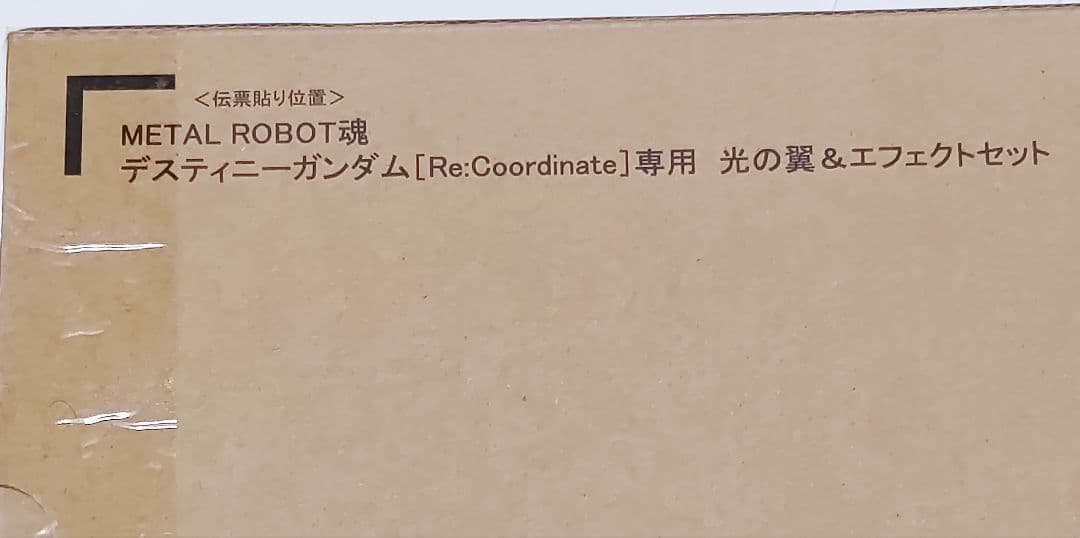 ＜伝票貼り位置＞
METAL ROBOT魂
デスティニーガンダム[Re:Coordinate]専用　光の翼＆エフェクトセット